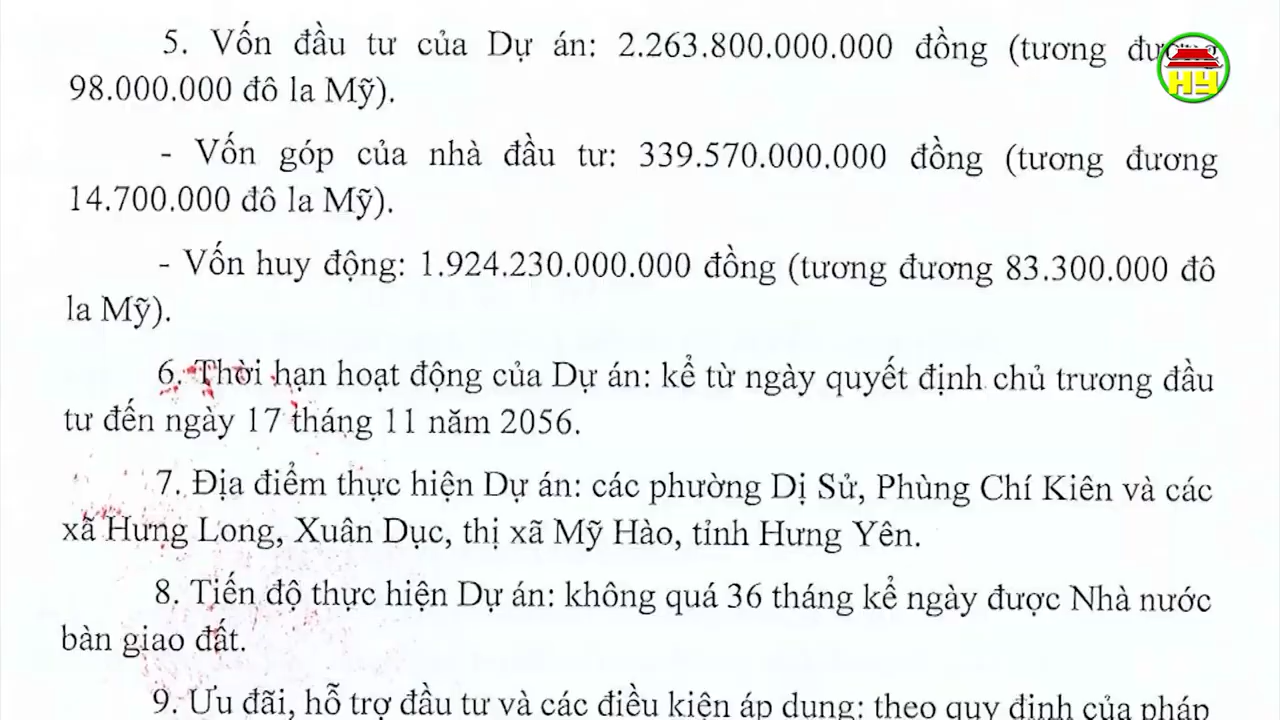 5. Vốn đầu tư của Dự án: 2.263.800.000.000 đồng (tương đương
98.000.000 đô la Mỹ).
HY
- Vốn góp của nhà đầu tư: 339.570.000.000 đồng (tương đương
14.700.000 đô la Mỹ).
- Vốn huy động: 1.924.230.000.000 đồng (tương đương 83.300.000 đô
la Mỹ).
6. Thời hạn hoạt động của Dự án: kể từ ngày quyết định chủ trương đầu
tư đến ngày 17 tháng 11 năm 2056.
7. Địa điểm thực hiện Dự án: các phường Dị Sử, Phùng Chí Kiên và các
xã Hưng Long, Xuân Dục, thị xã Mỹ Hào, tỉnh Hưng Yên.
8. Tiến độ thực hiện Dự án: không quá 36 tháng kể ngày được Nhà nước
bàn giao đất.
9. Ưu đãi, hỗ trợ đầu tư và các điều kiện áp dụng: theo quy định của pháp